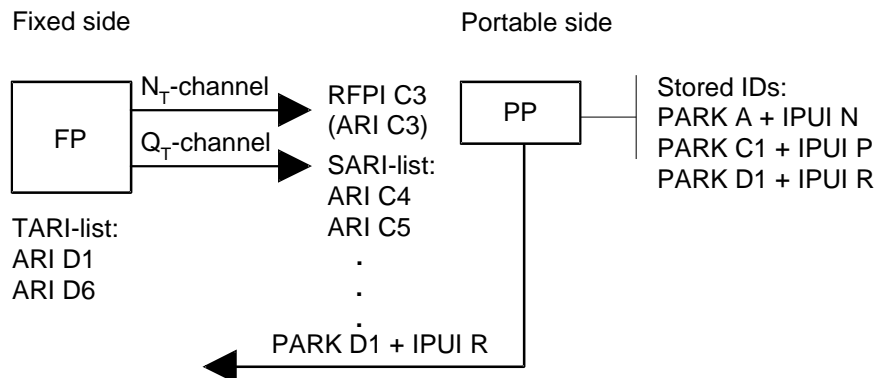 Fixed side
Portable side
N_T-channel
Q_T-channel
FP
RFPI C3
(ARI C3)
SARI-list:
ARI C4
ARI C5
.
.
.
TARI-list:
ARI D1
ARI D6
PP
Stored IDs:
PARK A + IPUI N
PARK C1 + IPUI P
PARK D1 + IPUI R
PARK D1 + IPUI R